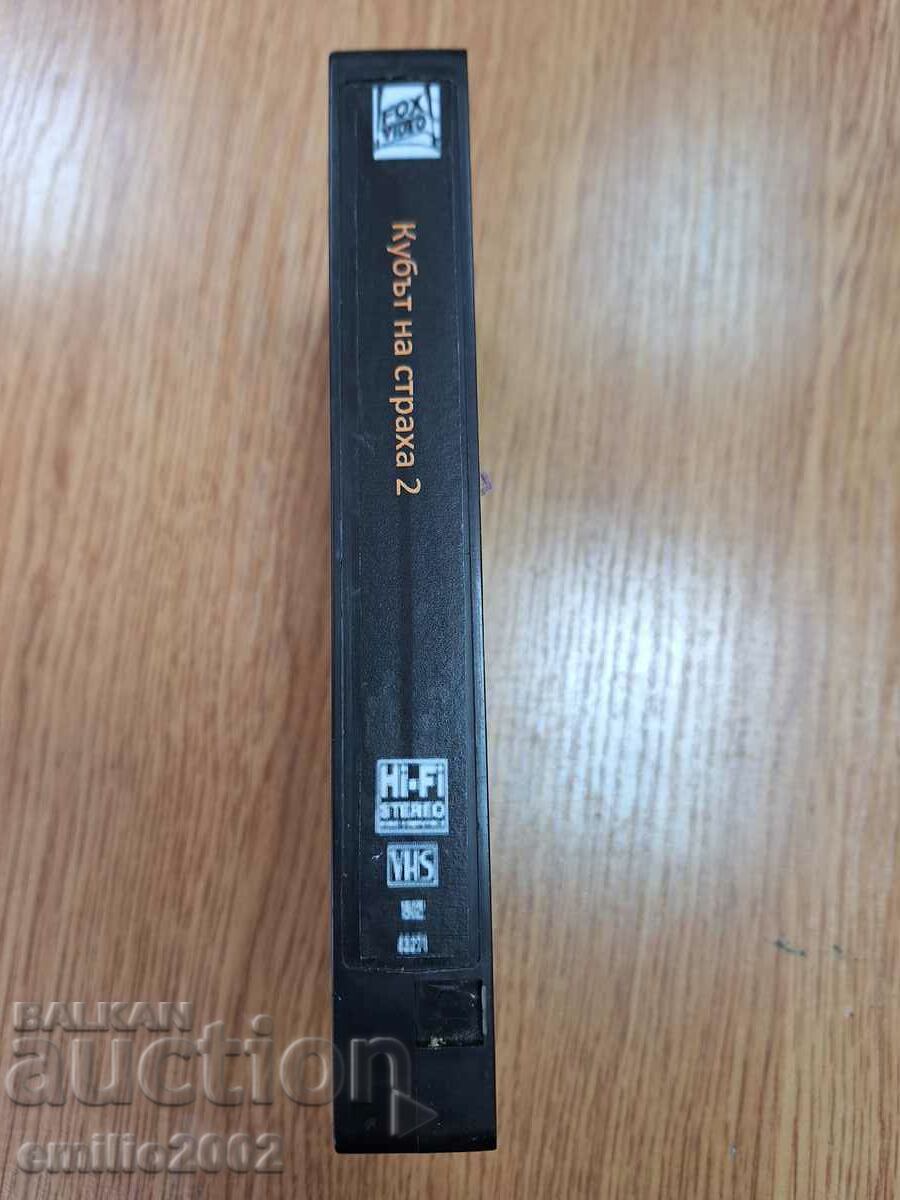 FOX
VIDEO
Кубът на страха 2
Hi-Fi
STEREO
VHS
BALKAN
auction
emilio2002